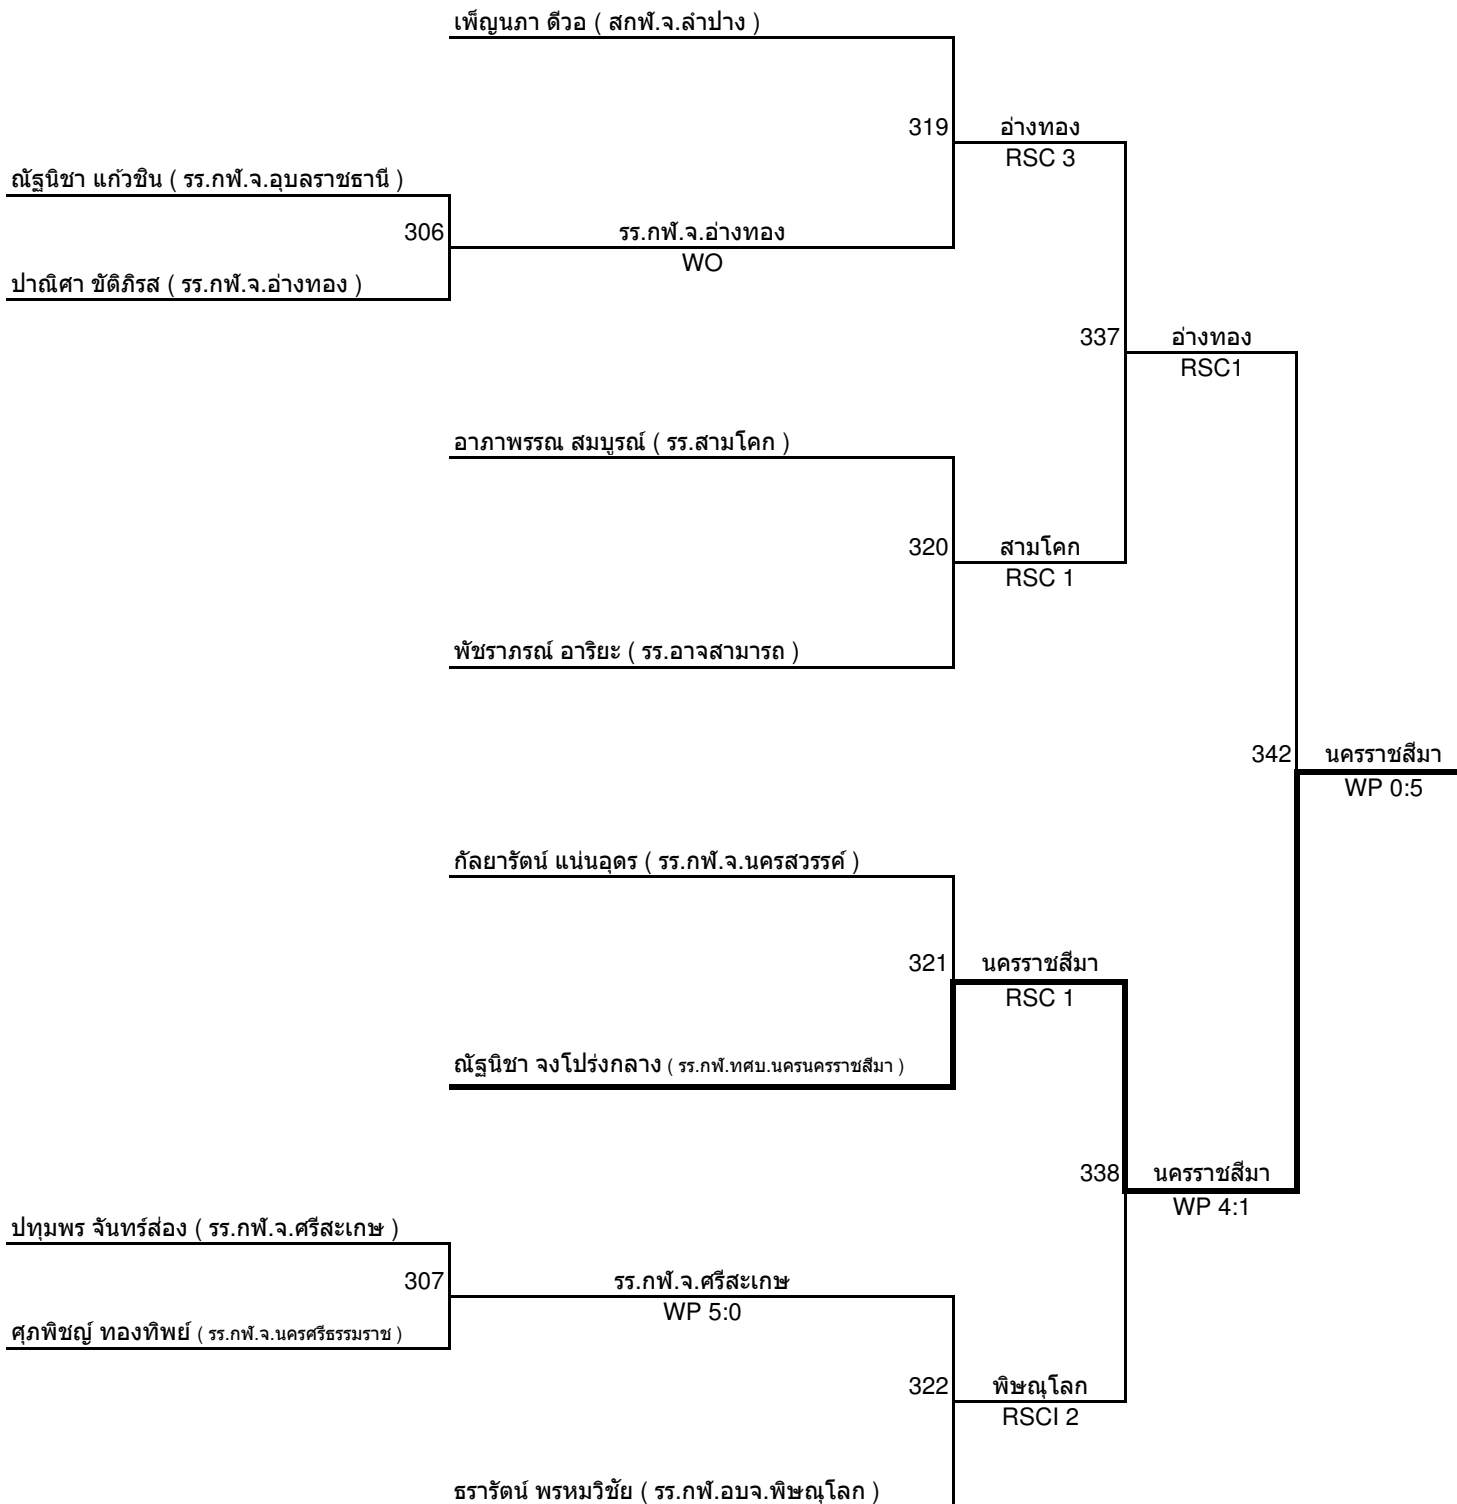 เพ็ญนภา ดีวอ ( สกฬ.จ.ลำปาง )
319 อ่างทอง
RSC 3
ณัฐนิชา แก้วชิน ( รร.กฬ.จ.อุบลราชธานี )
306 รร.กฬ.จ.อ่างทอง
WO
ปาณิศา ขัติภิรส ( รร.กฬ.จ.อ่างทอง )
337 อ่างทอง
RSC1
อาภาพรรณ สมบูรณ์ ( รร.สามโคก )
320 สามโคก
RSC 1
พัชราภรณ์ อาริยะ ( รร.อาจสามารถ )
342 นครราชสีมา
WP 0:5
กัลยารัตน์ แน่นอุดร ( รร.กฬ.จ.นครสวรรค์ )
321 นครราชสีมา
RSC 1
ณัฐนิชา จงโปร่งกลาง ( รร.กฬ.ทศบ.นครนครราชสีมา )
338 นครราชสีมา
WP 4:1
ปทุมพร จันทร์ส่อง ( รร.กฬ.จ.ศรีสะเกษ )
307 รร.กฬ.จ.ศรีสะเกษ
WP 5:0
ศุภพิชญ์ ทองทิพย์ ( รร.กฬ.จ.นครศรีธรรมราช )
322 พิษณุโลก
RSCI 2
ธรารัตน์ พรหมวิชัย ( รร.กฬ.อบจ.พิษณุโลก )